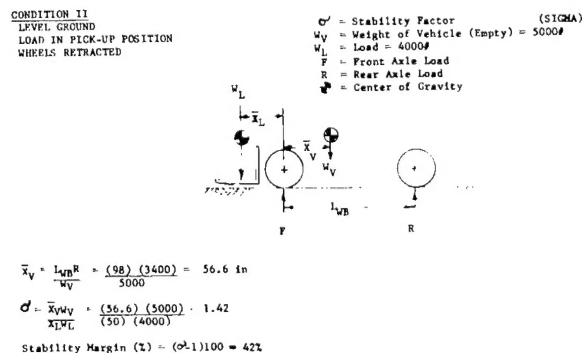 CONDITION II
LEVEL GROUND
LOAD IN PICK-UP POSITION
WHEELS RETRACTED
σ = Stability Factor (SIGMA)
W_V = Weight of Vehicle (Empty) = 5000#
W_L = Load = 4000#
F = Front Axle Load
R = Rear Axle Load
= Center of Gravity
W_L
x̄_L
x̄_V
W_V
L_WB
F R
x̄_V = L_WB R / W_V = (98) (3400) / 5000 = 56.6 in
σ = x̄_V W_V / x̄_L W_L = (56.6) (5000) / (50) (4000) · 1.42
Stability Margin (%) = (σ-1)100 = 42%